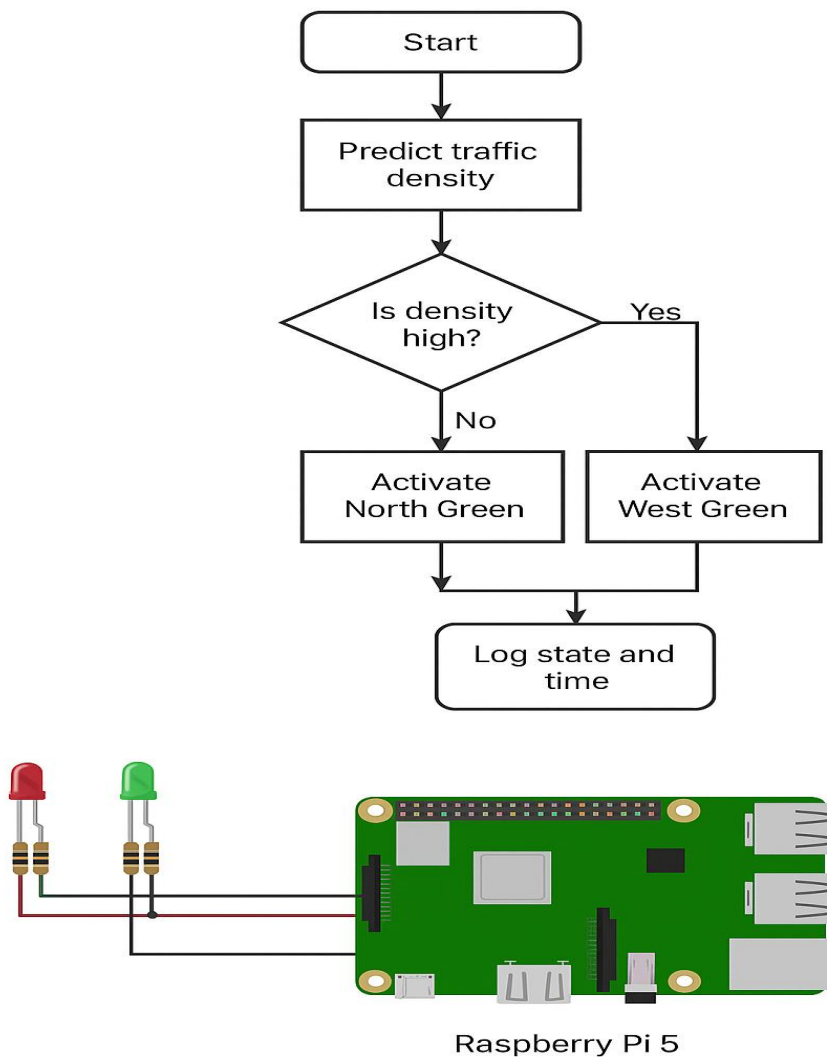 Start
Predict traffic
density
Is density
high?
Yes
No
Activate
North Green
Activate
West Green
Log state and
time
Raspberry Pi 5